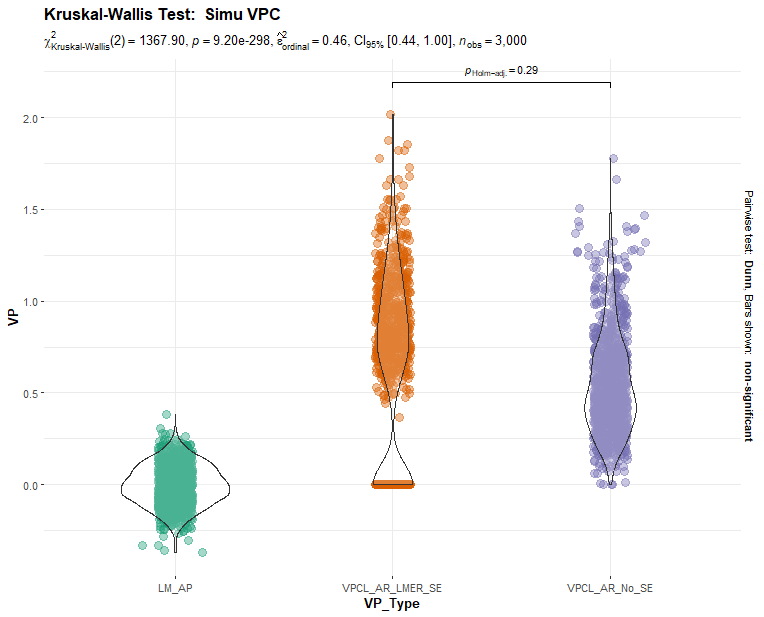 Kruskal-Wallis Test:  Simu VPC
χ²Kruskal-Wallis(2) = 1367.90, p = 9.20e-298, ε̂²ordinal = 0.46, CI95% [0.44, 1.00], nobs = 3,000
pHolm-adj. = 0.29
2.0
1.5
1.0
0.5
0.0
VP
LM_AP
VPCL_AR_LMER_SE
VPCL_AR_No_SE
VP_Type
Pairwise test: Dunn, Bars shown: non-significant